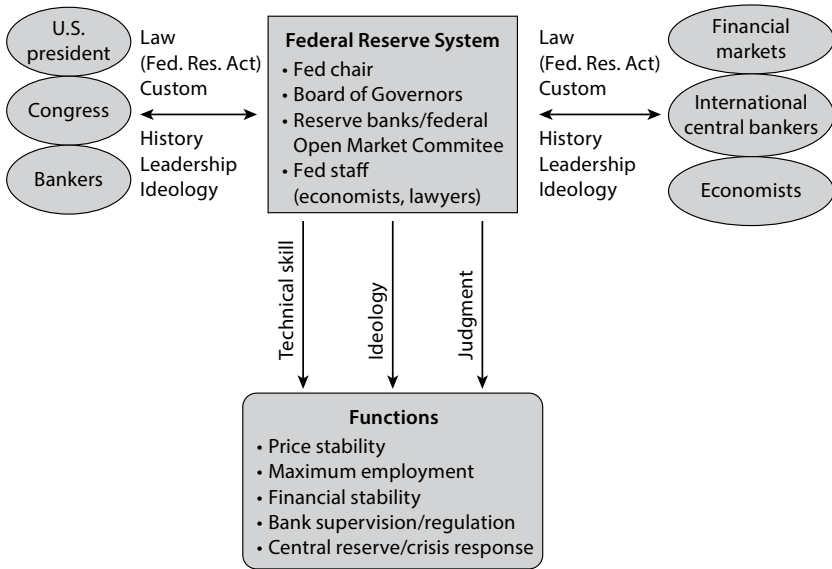 U.S.
president
Congress
Bankers
Law
(Fed. Res. Act)
Custom
History
Leadership
Ideology
Federal Reserve System
• Fed chair
• Board of Governors
• Reserve banks/federal
Open Market Commitee
• Fed staff
(economists, lawyers)
Law
(Fed. Res. Act)
Custom
History
Leadership
Ideology
Financial
markets
International
central bankers
Economists
Technical skill
Ideology
Judgment
Functions
• Price stability
• Maximum employment
• Financial stability
• Bank supervision/regulation
• Central reserve/crisis response